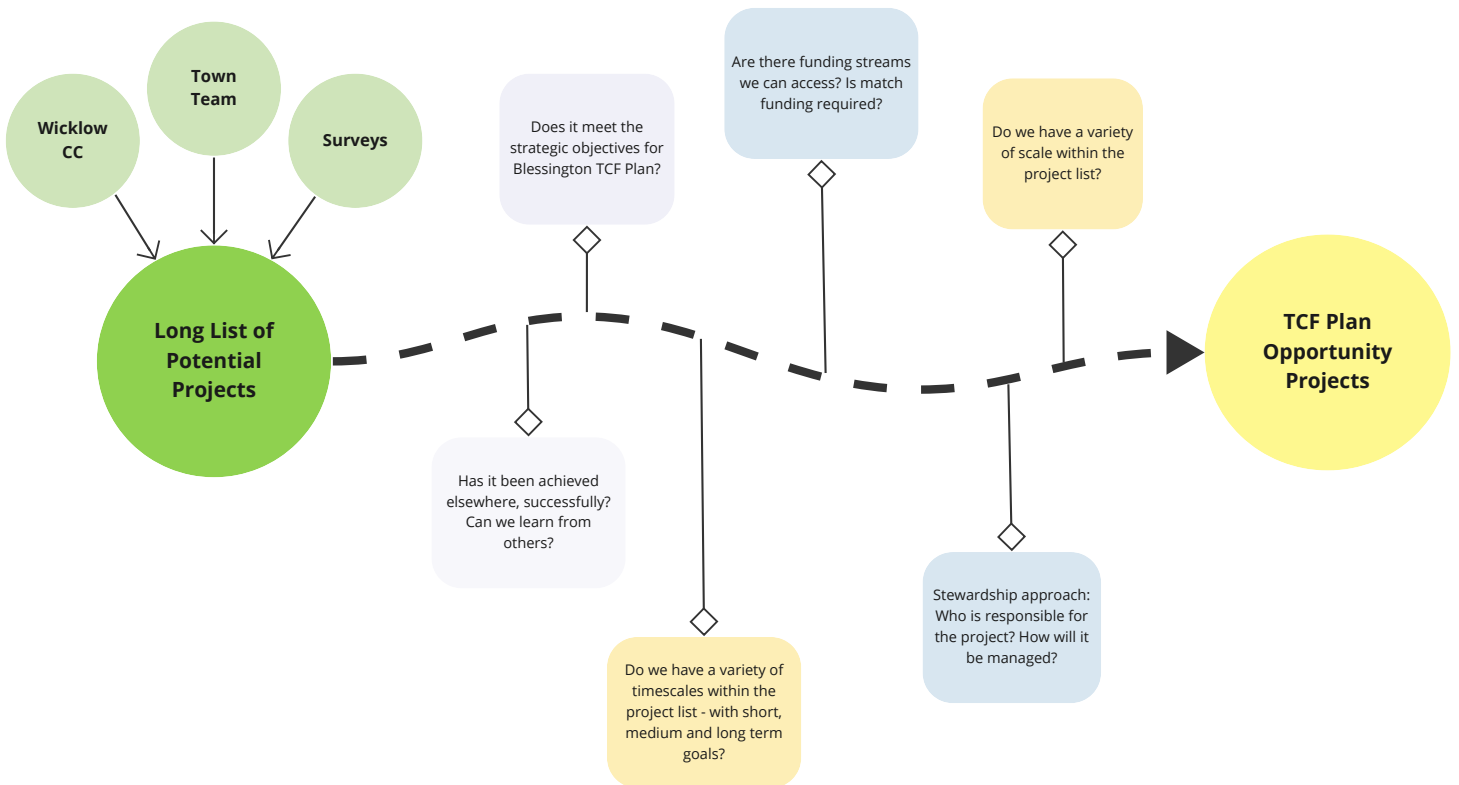 Wicklow
CC
Town
Team
Surveys
Long List of
Potential
Projects
Has it been achieved
elsewhere, successfully?
Can we learn from
others?
Does it meet the
strategic objectives for
Blessington TCF Plan?
Do we have a variety of
timescales within the
project list - with short,
medium and long term
goals?
Are there funding streams
we can access? Is match
funding required?
Stewardship approach:
Who is responsible for
the project? How will it
be managed?
Do we have a variety
of scale within the
project list?
TCF Plan
Opportunity
Projects